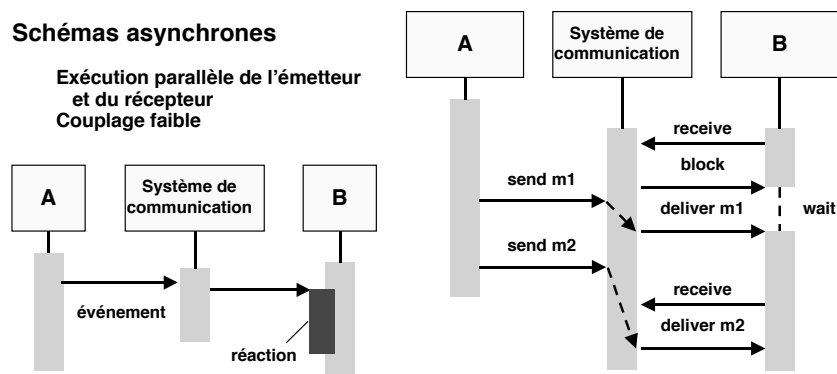 Schémas asynchrones
Exécution parallèle de l'émetteur
et du récepteur
Couplage faible
A
Système de
communication
B
événement
réaction
A
Système de
communication
B
receive
block
send m1
deliver m1
wait
send m2
receive
deliver m2